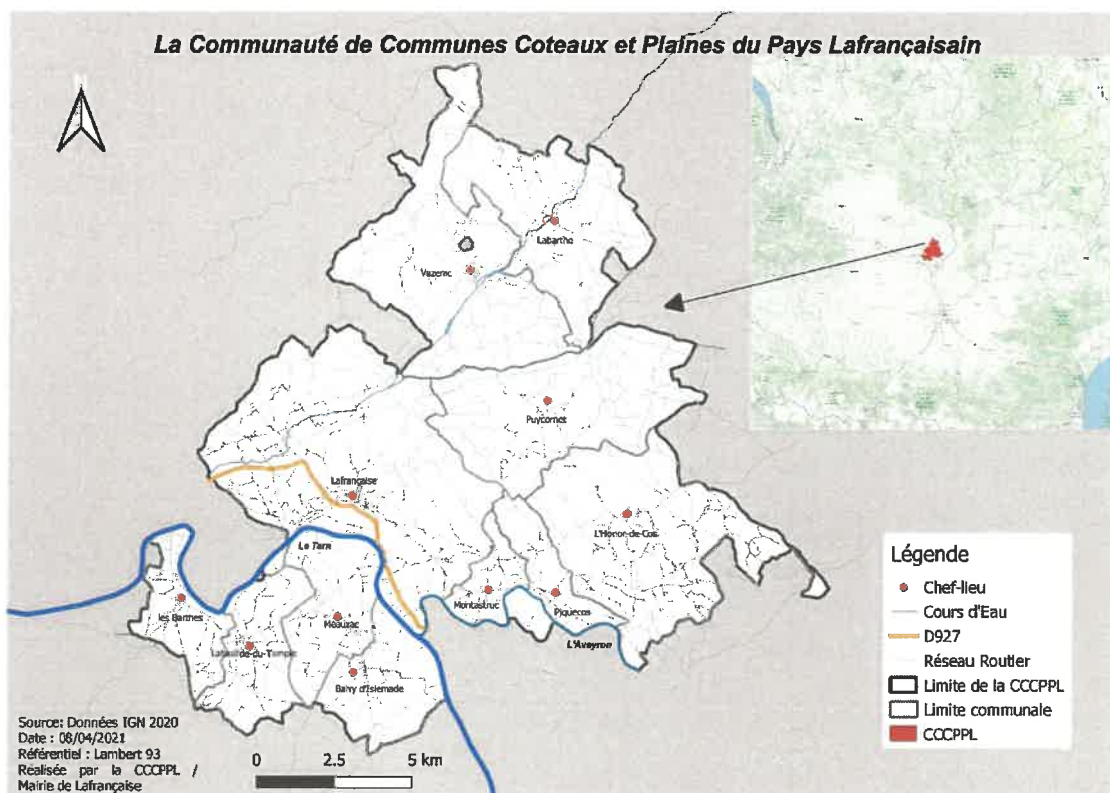 La Communauté de Communes Coteaux et Plaines du Pays Lafrançaisain
N
Labarthe
Vazerac
Puycornet
Lafrançaise
L'Honor-de-Cos
Le Tarn
les Barthes
Montastruc
Piquecos
Meauzac
Labastide-du-Temple
L'Aveyron
Barry d'Islemade
Légende
Chef-lieu
Cours d'Eau
D927
Réseau Routier
Limite de la CCCPPL
Limite communale
CCCPPL
Source: Données IGN 2020
Date : 08/04/2021
Référentiel : Lambert 93
Réalisée par la CCCPPL /
Mairie de Lafrançaise
0 2.5 5 km